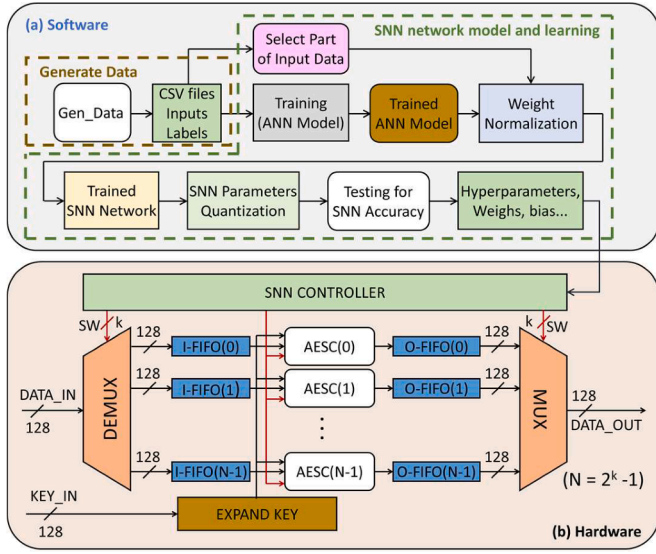 (a) Software
SNN network model and learning
Select Part
of Input Data
Generate Data
Gen_Data
CSV files
Inputs
Labels
Training
(ANN Model)
Trained
ANN Model
Weight
Normalization
Trained
SNN Network
SNN Parameters
Quantization
Testing for
SNN Accuracy
Hyperparameters,
Weighs, bias...
SNN CONTROLLER
SW
k
k
SW
128
I-FIFO(0)
AESC(0)
O-FIFO(0)
128
128
I-FIFO(1)
AESC(1)
O-FIFO(1)
128
DATA_IN
128
DEMUX
MUX
128
DATA_OUT
128
I-FIFO(N-1)
AESC(N-1)
O-FIFO(N-1)
128
(N = 2^k -1)
KEY_IN
128
EXPAND KEY
(b) Hardware